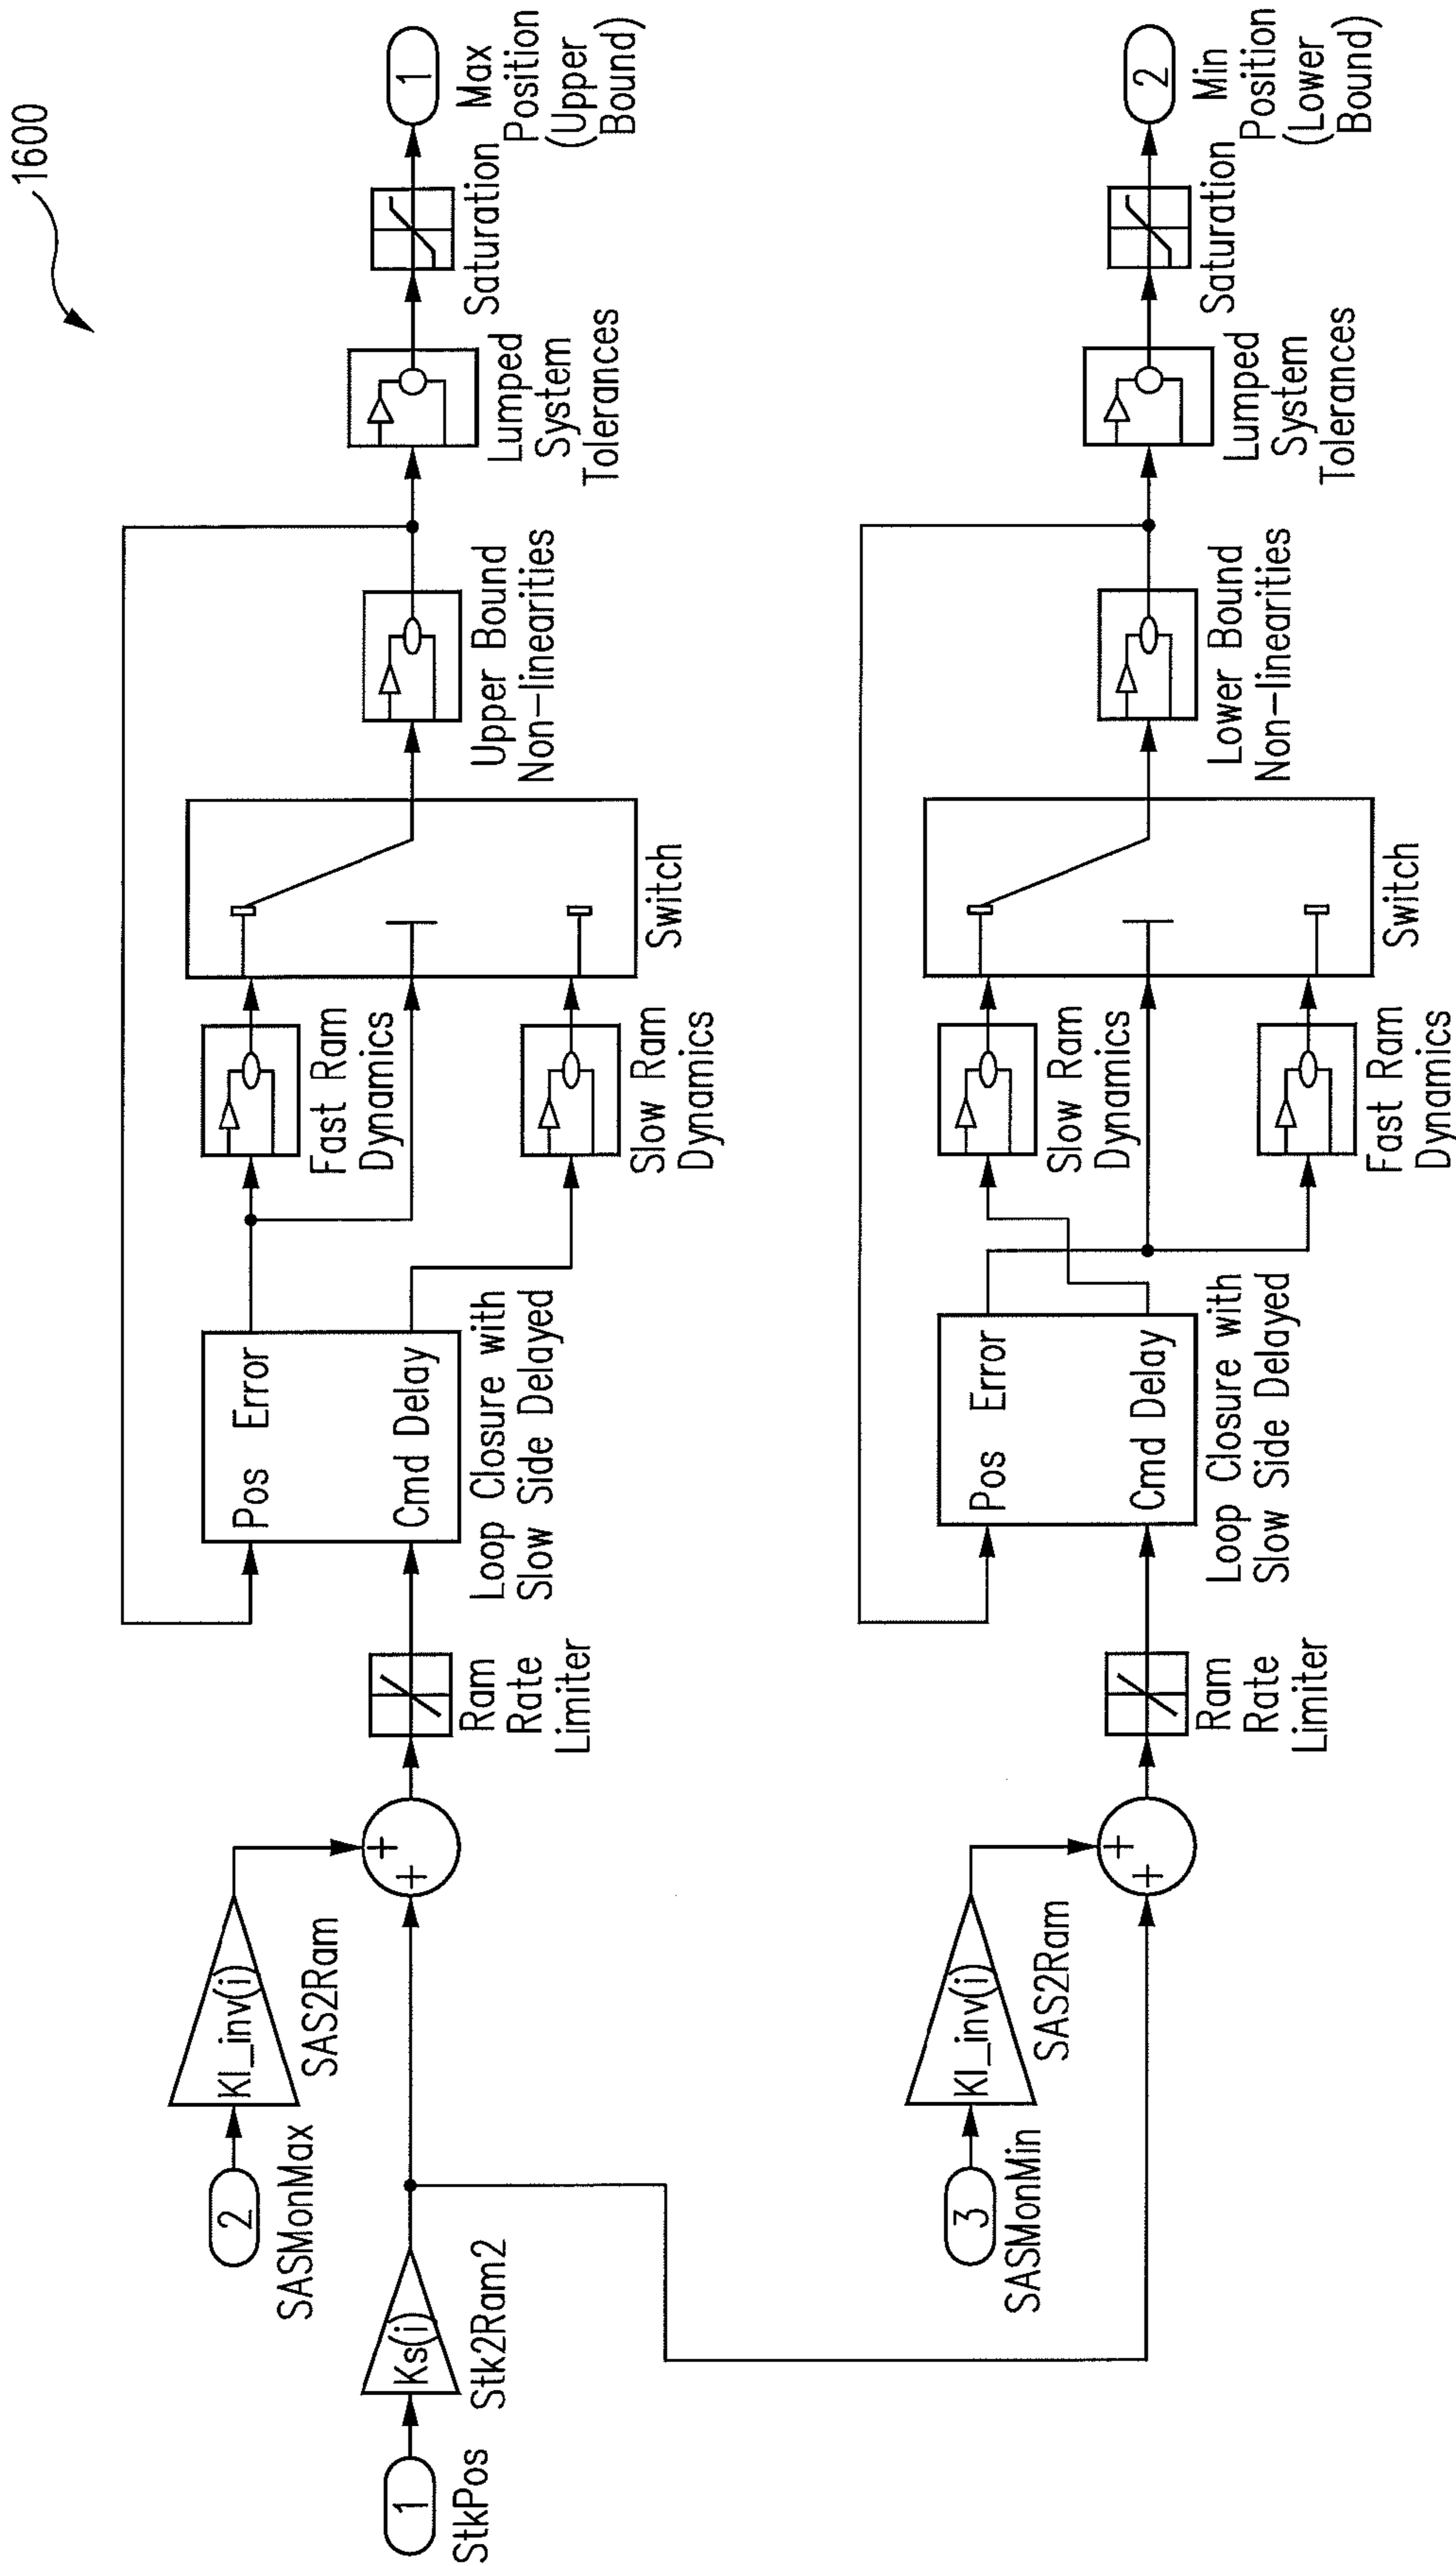 1600
1
StkPos
Ks(i)
Stk2Ram2
2
SASMonMax
KI_inv(i)
SAS2Ram
+
+
Ram
Rate
Limiter
Pos Error
Cmd Delay
Loop Closure with
Slow Side Delayed
Fast Ram
Dynamics
Slow Ram
Dynamics
Switch
Upper Bound
Non-linearities
Lumped
System
Tolerances
Saturation
1
Max
Position
(Upper
Bound)
3
SASMonMin
KI_inv(i)
SAS2Ram
+
+
Ram
Rate
Limiter
Pos Error
Cmd Delay
Loop Closure with
Slow Side Delayed
Slow Ram
Dynamics
Fast Ram
Dynamics
Switch
Lower Bound
Non-linearities
Lumped
System
Tolerances
Saturation
2
Min
Position
(Lower
Bound)